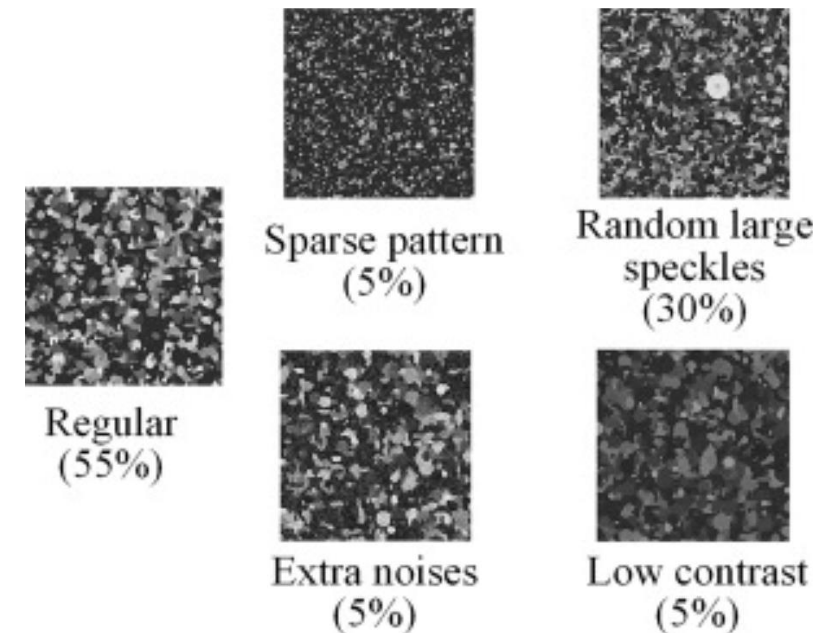 Sparse pattern
(5%)
Random large
speckles
(30%)
Regular
(55%)
Extra noises
(5%)
Low contrast
(5%)